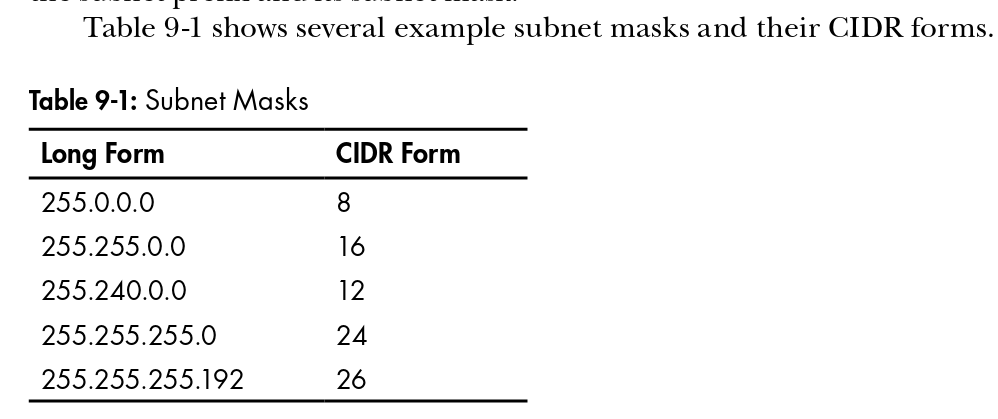 Table 9-1 shows several example subnet masks and their CIDR forms.
Table 9-1: Subnet Masks
Long Form CIDR Form
255.0.0.0 8
255.255.0.0 16
255.240.0.0 12
255.255.255.0 24
255.255.255.192 26